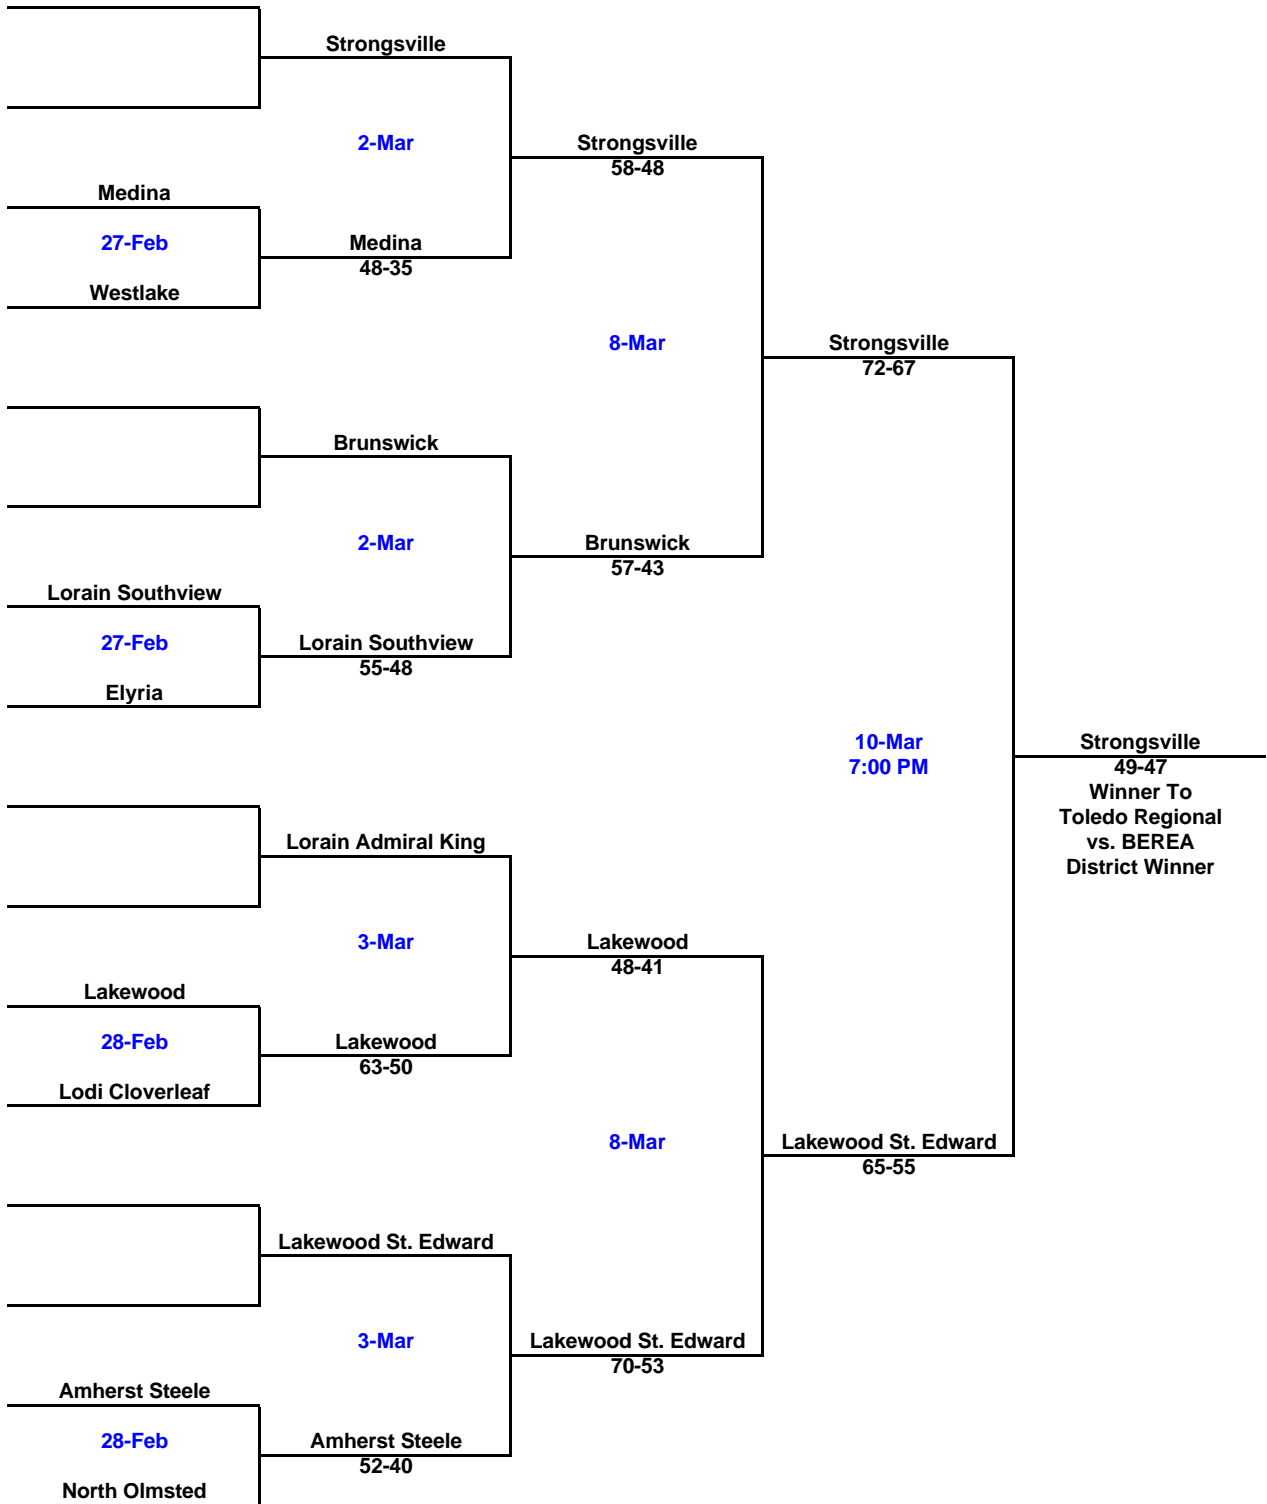 Strongsville
2-Mar
Strongsville
58-48
Medina
27-Feb
Medina
48-35
Westlake
8-Mar
Strongsville
72-67
Brunswick
2-Mar
Brunswick
57-43
Lorain Southview
27-Feb
Lorain Southview
55-48
Elyria
10-Mar
7:00 PM
Strongsville
49-47
Winner To
Toledo Regional
vs. BEREA
District Winner
Lorain Admiral King
3-Mar
Lakewood
48-41
Lakewood
28-Feb
Lakewood
63-50
Lodi Cloverleaf
8-Mar
Lakewood St. Edward
65-55
Lakewood St. Edward
3-Mar
Lakewood St. Edward
70-53
Amherst Steele
28-Feb
Amherst Steele
52-40
North Olmsted